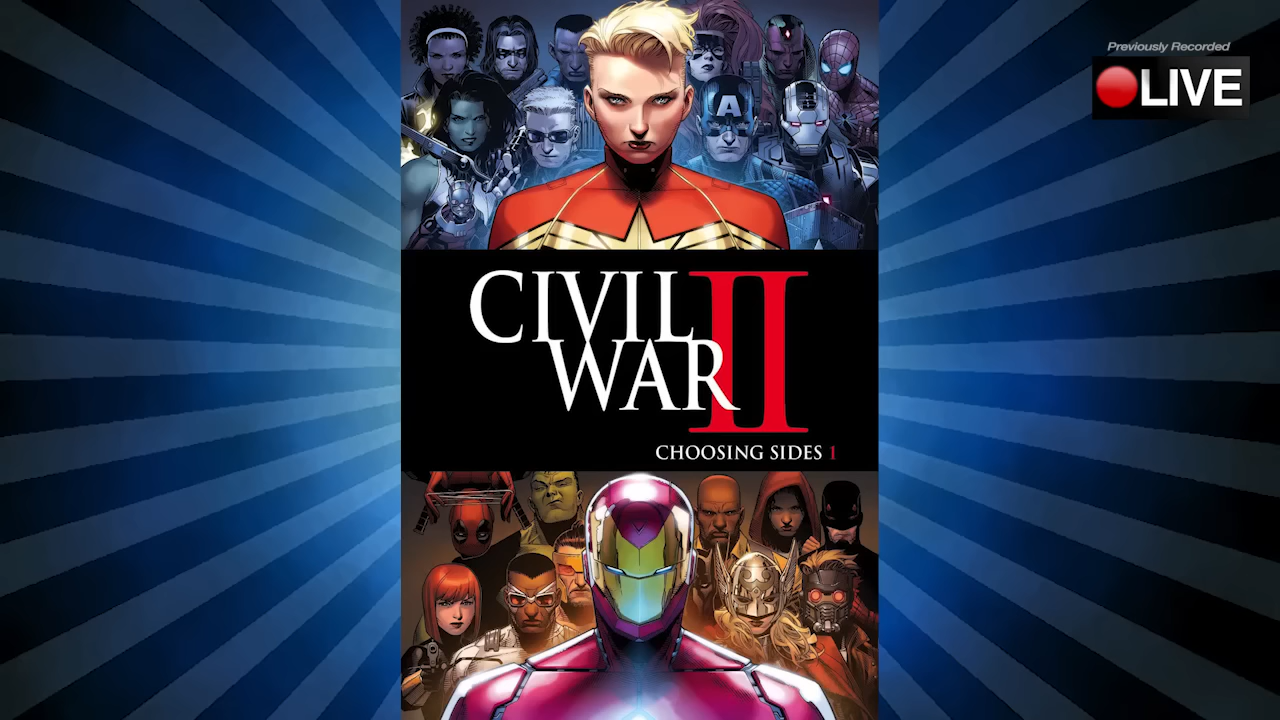 Previously Recorded
LIVE
CIVIL
WAR II
CHOOSING SIDES 1